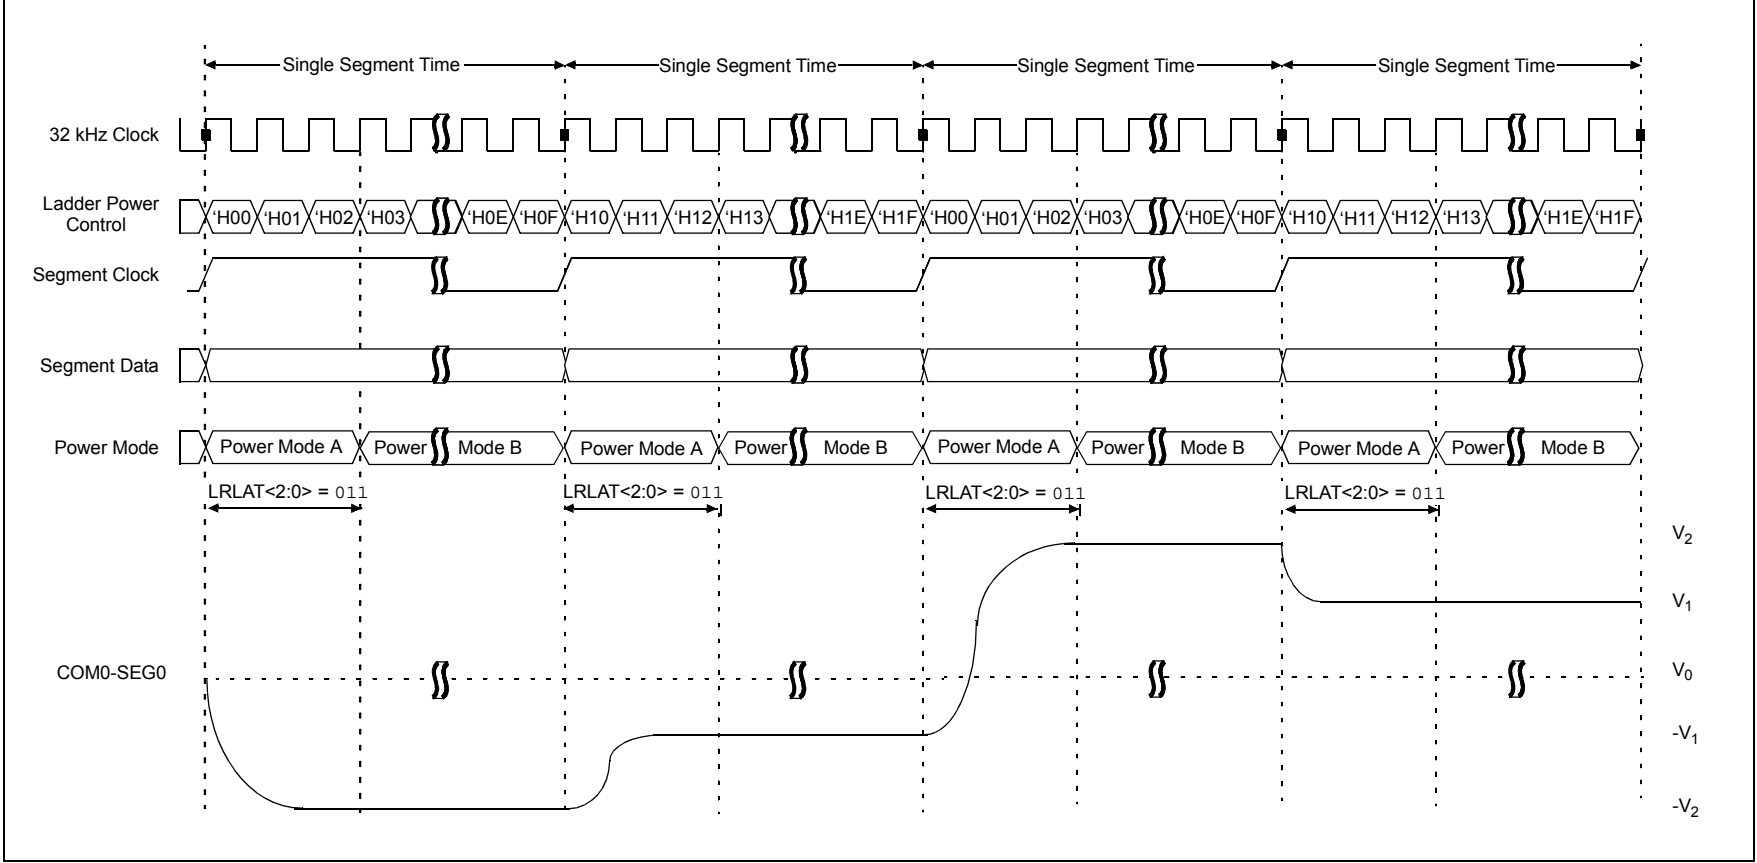 Single Segment Time Single Segment Time Single Segment Time Single Segment Time
32 kHz Clock
Ladder Power
Control
‘H00 ‘H01 ‘H02 ‘H03 ‘H0E ‘H0F ‘H10 ‘H11 ‘H12 ‘H13 ‘H1E ‘H1F ‘H00 ‘H01 ‘H02 ‘H03 ‘H0E ‘H0F ‘H10 ‘H11 ‘H12 ‘H13 ‘H1E ‘H1F
Segment Clock
Segment Data
Power Mode Power Mode A Power Mode B Power Mode A Power Mode B Power Mode A Power Mode B Power Mode A Power Mode B
LRLAT<2:0> = 011 LRLAT<2:0> = 011 LRLAT<2:0> = 011 LRLAT<2:0> = 011
V2
V1
COM0-SEG0 V0
-V1
-V2